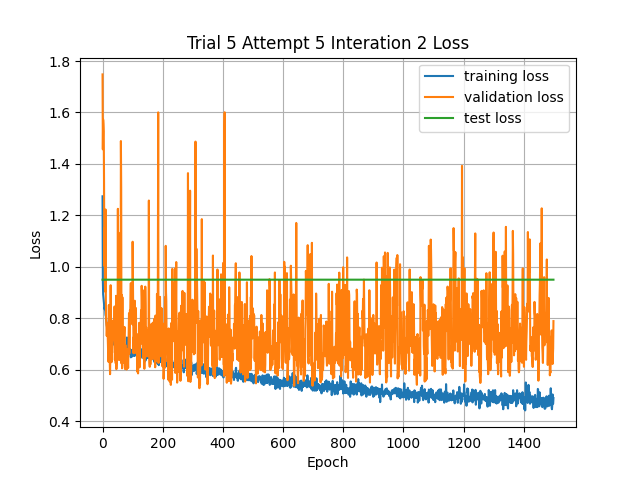 Trial 5 Attempt 5 Interation 2 Loss
training loss
validation loss
test loss
Loss
1.8
1.6
1.4
1.2
1.0
0.8
0.6
0.4
0 200 400 600 800 1000 1200 1400
Epoch